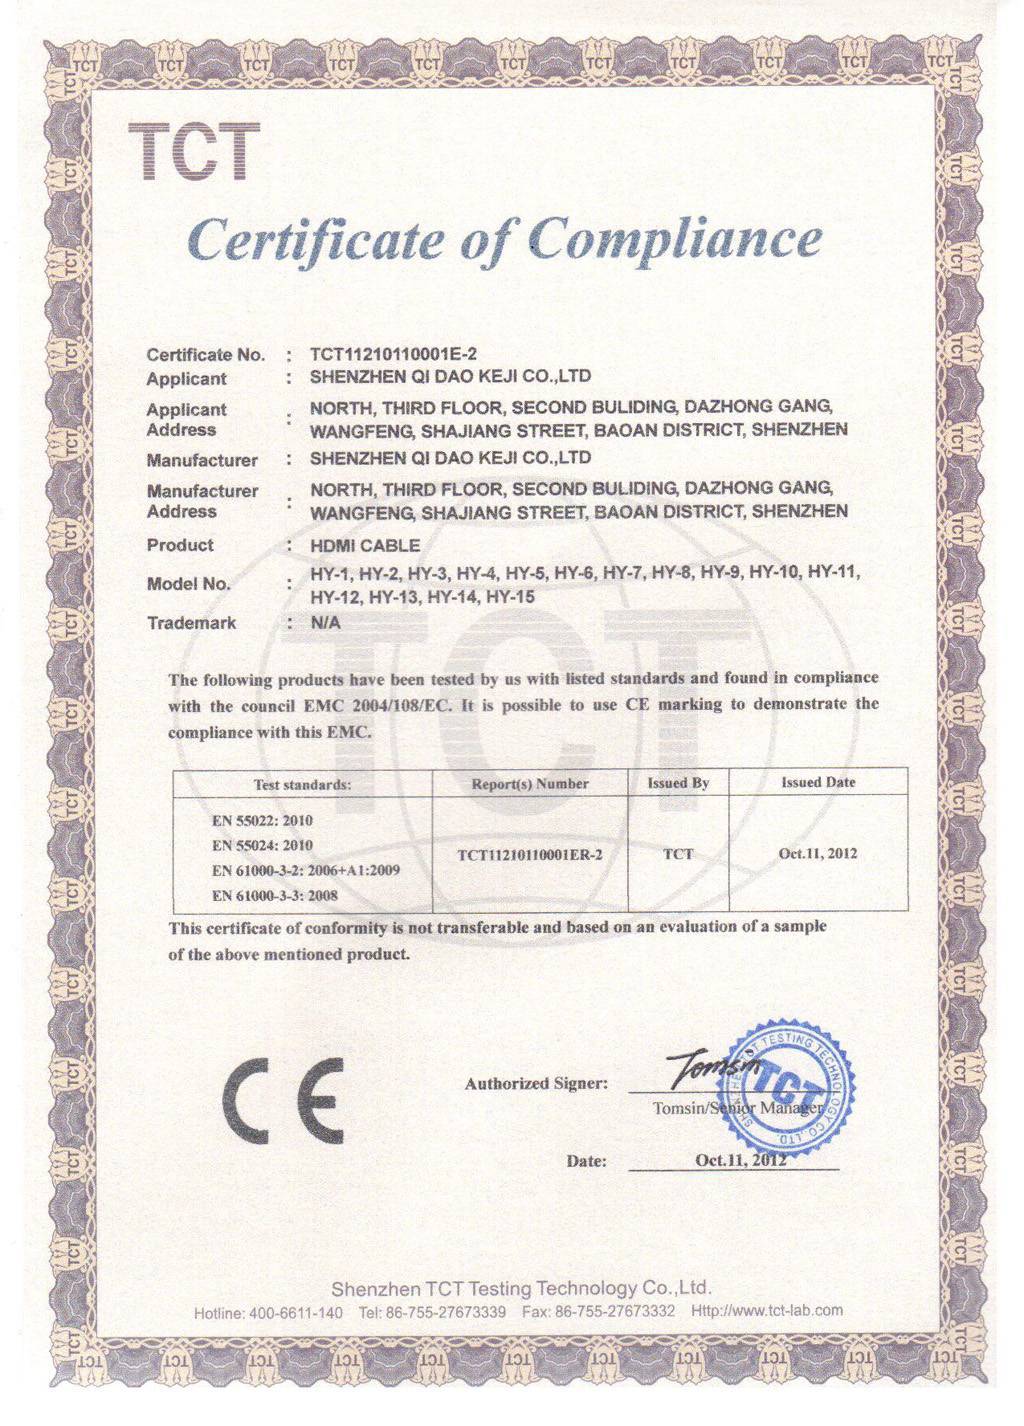 TCT
Certificate of Compliance
Certificate No. : TCT11210110001E-2
Applicant : SHENZHEN QI DAO KEJI CO.,LTD
Applicant Address : NORTH, THIRD FLOOR, SECOND BULIDING, DAZHONG GANG,
WANGFENG, SHAJIANG STREET, BAOAN DISTRICT, SHENZHEN
Manufacturer : SHENZHEN QI DAO KEJI CO.,LTD
Manufacturer Address : NORTH, THIRD FLOOR, SECOND BULIDING, DAZHONG GANG,
WANGFENG, SHAJIANG STREET, BAOAN DISTRICT, SHENZHEN
Product : HDMI CABLE
Model No. : HY-1, HY-2, HY-3, HY-4, HY-5, HY-6, HY-7, HY-8, HY-9, HY-10, HY-11,
HY-12, HY-13, HY-14, HY-15
Trademark : N/A
The following products have been tested by us with listed standards and found in compliance
with the council EMC 2004/108/EC. It is possible to use CE marking to demonstrate the
compliance with this EMC.
Test standards: Report(s) Number Issued By Issued Date
EN 55022: 2010
EN 55024: 2010
EN 61000-3-2: 2006+A1:2009
EN 61000-3-3: 2008
TCT11210110001ER-2 TCT Oct.11, 2012
This certificate of conformity is not transferable and based on an evaluation of a sample
of the above mentioned product.
CE
Authorized Signer: Tomsin
Tomsin/Senior Manager
SHENZHEN TCT TESTING TECHNOLOGY CO.,LTD.
TCT
Date: Oct.11, 2012
Shenzhen TCT Testing Technology Co.,Ltd.
Hotline: 400-6611-140 Tel: 86-755-27673339 Fax: 86-755-27673332 Http://www.tct-lab.com